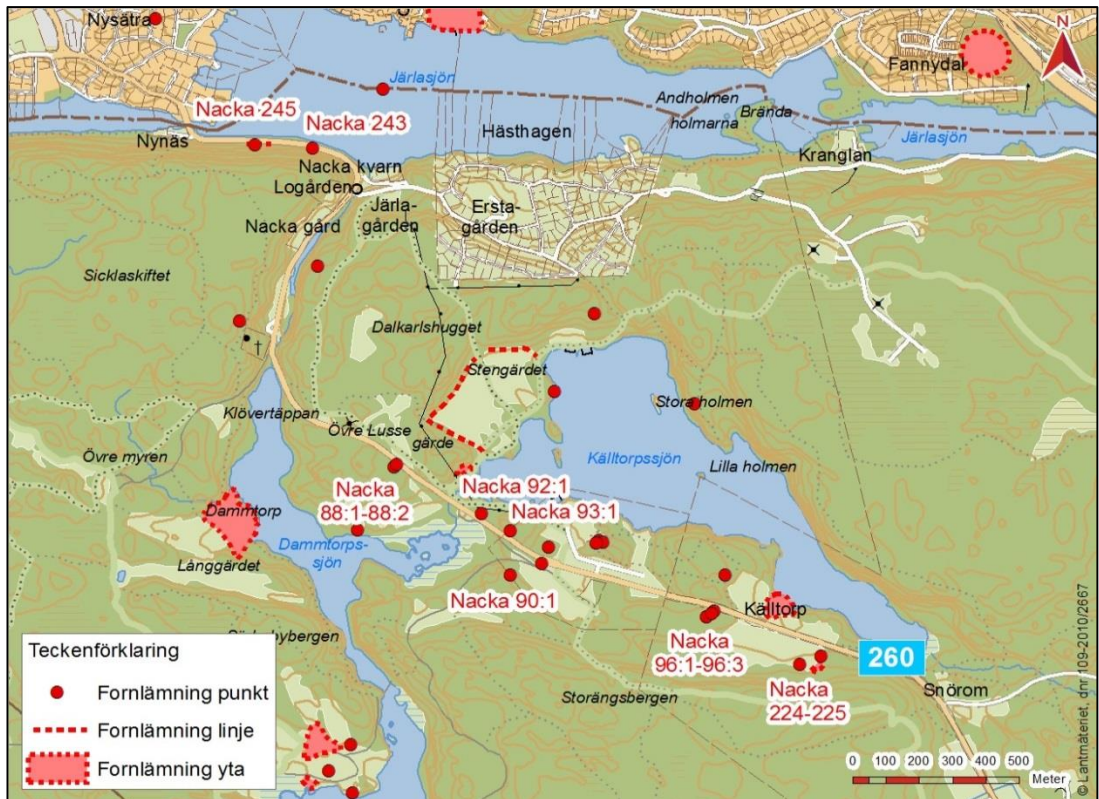 Nysätra
N
Fannydal
Järlasjön
Andholmen
holmarna
Brända
Nacka 245
Nacka 243
Hästhagen
Järlasjön
Nynäs
Kranglan
Nacka kvarn
Logården
Järla-
gården
Ersta-
gården
Nacka gård
Sicklaskiftet
Dalkarlshugget
Stengärdet
Klövertäppan
Stora holmen
Övre Lusse
gärde
Övre myren
Källtorpssjön
Lilla holmen
Nacka
88:1-88:2
Nacka 92:1
Nacka 93:1
Dammtorp
Dammtorps-
sjön
Långgärdet
Nacka 90:1
Källtorp
Nacka
96:1-96:3
260
Teckenförklaring
Fornlämning punkt
Fornlämning linje
Fornlämning yta
Nacka
224-225
Snörom
Storängsbergen
0 100 200 300 400 500
Meter
© Lantmäteriet, dnr 109-2010/2667